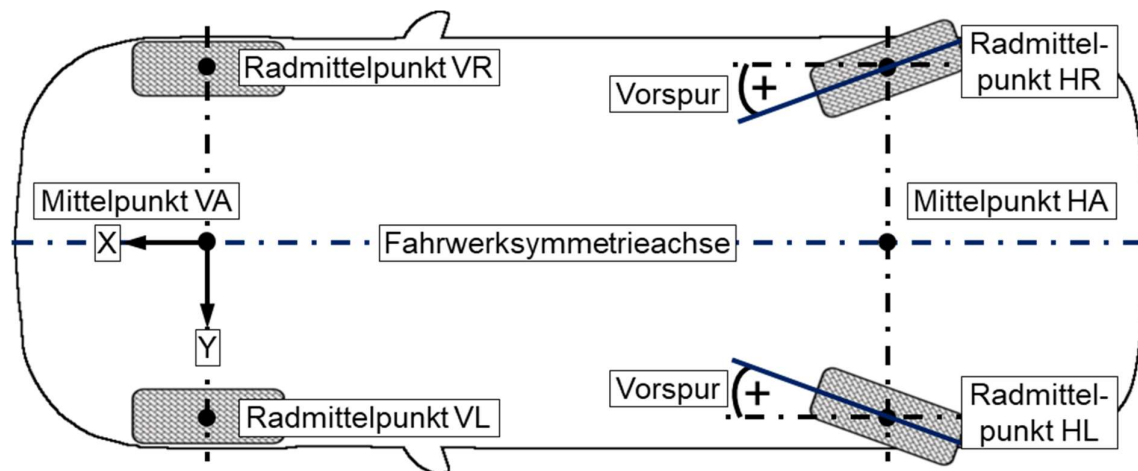 Radmittelpunkt VR
Vorspur
+
Radmittel-
punkt HR
Mittelpunkt VA
Mittelpunkt HA
X
Fahrwerksymmetrieachse
Y
Radmittelpunkt VL
Vorspur
+
Radmittel-
punkt HL